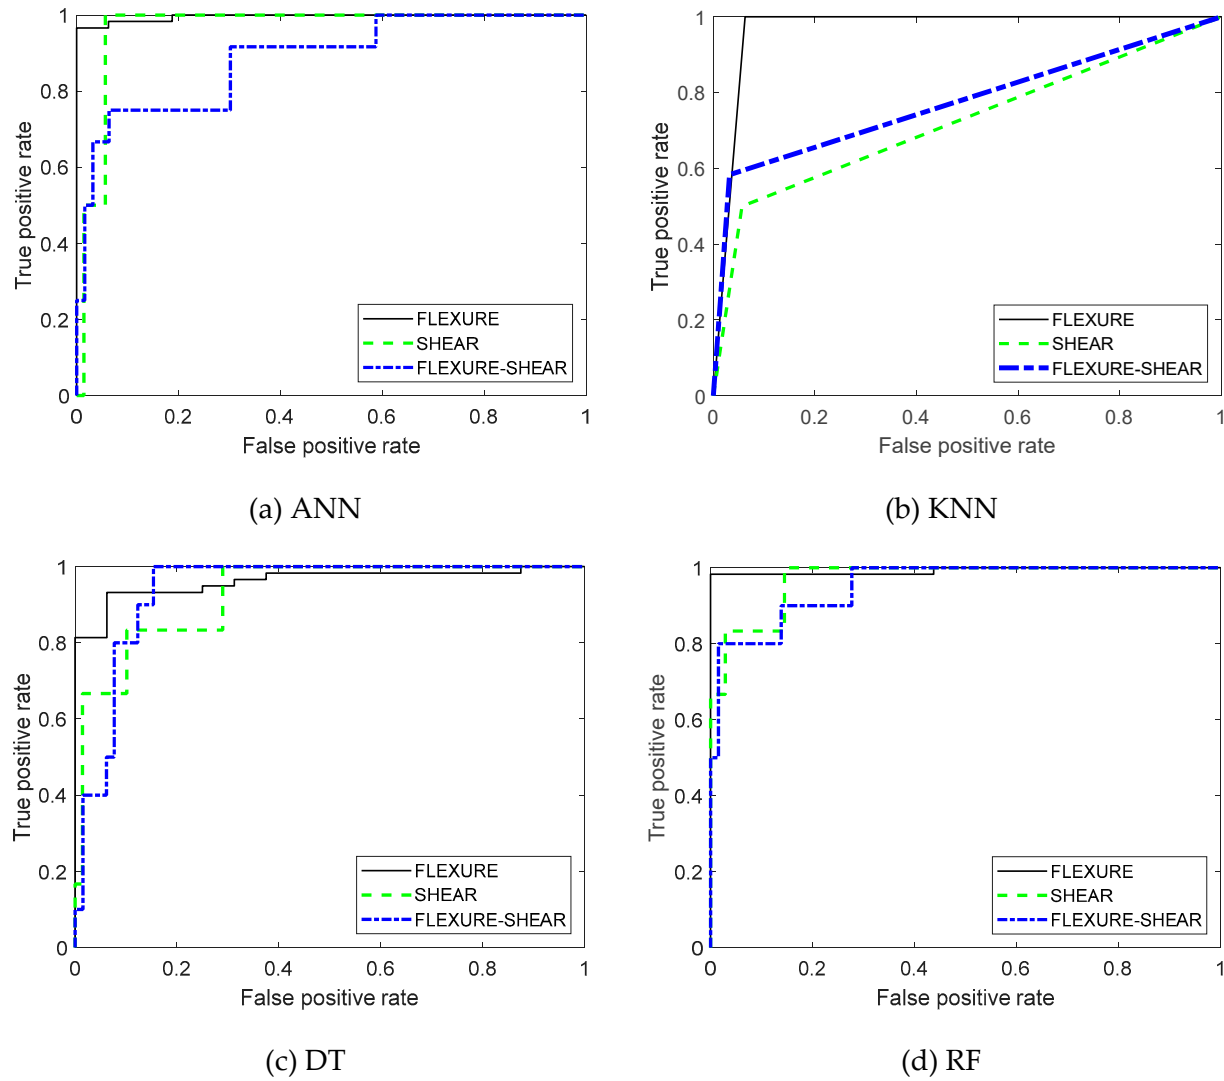 1
0.8
0.6
0.4
0.2
0
True positive rate
FLEXURE
SHEAR
FLEXURE-SHEAR
0 0.2 0.4 0.6 0.8 1
False positive rate
(a) ANN
1
0.8
0.6
0.4
0.2
0
True positive rate
FLEXURE
SHEAR
FLEXURE-SHEAR
0 0.2 0.4 0.6 0.8 1
False positive rate
(b) KNN
1
0.8
0.6
0.4
0.2
0
True positive rate
FLEXURE
SHEAR
FLEXURE-SHEAR
0 0.2 0.4 0.6 0.8 1
False positive rate
(c) DT
1
0.8
0.6
0.4
0.2
0
True positive rate
FLEXURE
SHEAR
FLEXURE-SHEAR
0 0.2 0.4 0.6 0.8 1
False positive rate
(d) RF